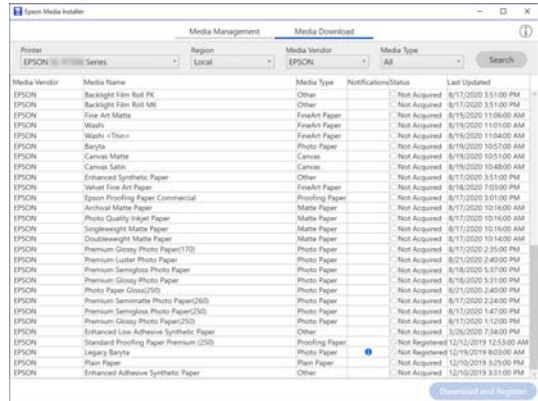 Epson Media Installer
Media Management Media Download
Printer Region Media Vendor Media Type
EPSON Series Local EPSON All Search
Media Vendor Media Name Media Type Notifications Status Last Updated
EPSON Backlight Film Roll PK Other Not Acquired 8/17/2020 3:51:00 PM
EPSON Backlight Film Roll MK Other Not Acquired 8/17/2020 3:51:00 PM
EPSON Fine Art Matte FineArt Paper Not Acquired 8/19/2020 11:06:00 AM
EPSON Washi FineArt Paper Not Acquired 8/19/2020 11:01:00 AM
EPSON Washi <Thin> FineArt Paper Not Acquired 8/19/2020 11:04:00 AM
EPSON Baryta Photo Paper Not Acquired 8/19/2020 10:57:00 AM
EPSON Canvas Matte Canvas Not Acquired 8/19/2020 10:51:00 AM
EPSON Canvas Satin Canvas Not Acquired 8/19/2020 10:48:00 AM
EPSON Enhanced Synthetic Paper Other Not Acquired 8/17/2020 3:51:00 PM
EPSON Velvet Fine Art Paper FineArt Paper Not Acquired 8/18/2020 7:03:00 PM
EPSON Epson Proofing Paper Commercial Proofing Paper Not Acquired 8/17/2020 3:01:00 PM
EPSON Archival Matte Paper Matte Paper Not Acquired 8/17/2020 10:16:00 AM
EPSON Photo Quality Inkjet Paper Matte Paper Not Acquired 8/17/2020 10:16:00 AM
EPSON Singleweight Matte Paper Matte Paper Not Acquired 8/17/2020 10:16:00 AM
EPSON Doubleweight Matte Paper Matte Paper Not Acquired 8/17/2020 10:14:00 AM
EPSON Premium Glossy Photo Paper(170) Photo Paper Not Acquired 8/17/2020 2:35:00 PM
EPSON Premium Luster Photo Paper Photo Paper Not Acquired 8/21/2020 2:40:00 PM
EPSON Premium Semigloss Photo Paper Photo Paper Not Acquired 8/18/2020 5:37:00 PM
EPSON Premium Glossy Photo Paper Photo Paper Not Acquired 8/18/2020 5:31:00 PM
EPSON Photo Paper Gloss(250) Photo Paper Not Acquired 8/21/2020 2:40:00 PM
EPSON Premium Semimatte Photo Paper(260) Photo Paper Not Acquired 8/17/2020 2:24:00 PM
EPSON Premium Semigloss Photo Paper(250) Photo Paper Not Acquired 8/17/2020 1:47:00 PM
EPSON Premium Glossy Photo Paper(250) Photo Paper Not Acquired 8/17/2020 1:12:00 PM
EPSON Enhanced Low Adhesive Synthetic Paper Other Not Acquired 3/26/2020 7:34:00 PM
EPSON Standard Proofing Paper Premium (250) Proofing Paper Not Registered 12/12/2019 12:53:00 AM
EPSON Legacy Baryta Photo Paper Not Registered 12/19/2019 8:03:00 AM
EPSON Plain Paper Plain Paper Not Acquired 12/10/2019 3:25:00 PM
EPSON Enhanced Adhesive Synthetic Paper Other Not Acquired 12/10/2019 3:31:00 PM
Download and Register